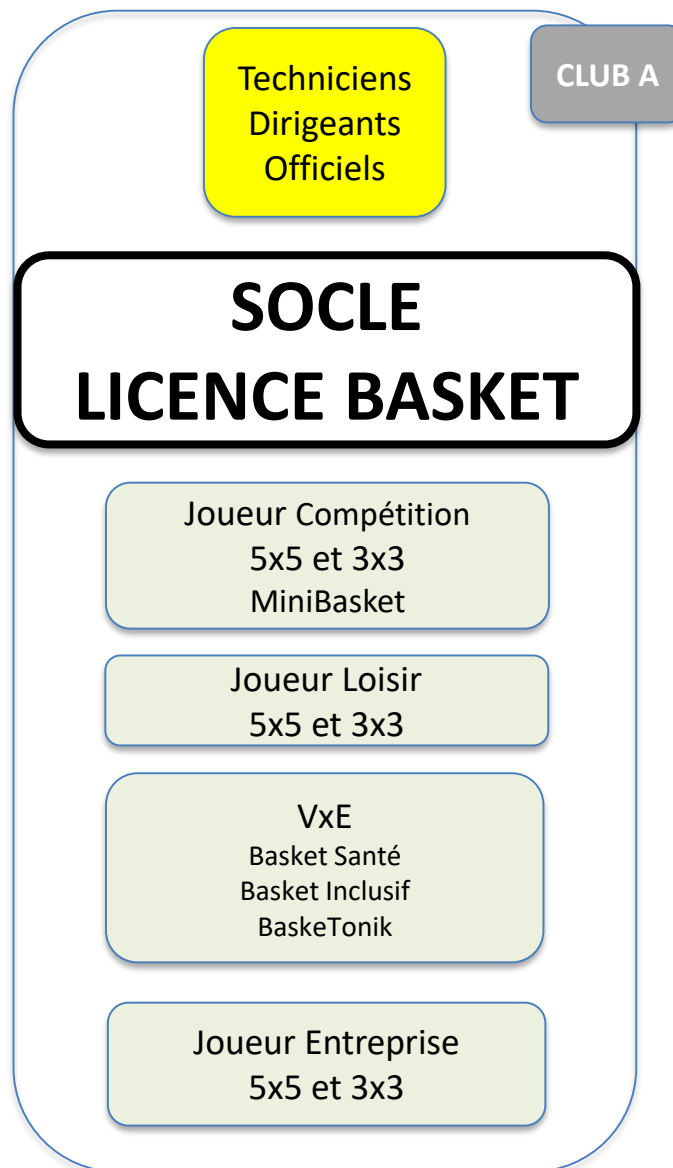 Techniciens
Dirigeants
Officiels
CLUB A
SOCLE
LICENCE BASKET
Joueur Compétition
5x5 et 3x3
MiniBasket
Joueur Loisir
5x5 et 3x3
VxE
Basket Santé
Basket Inclusif
BaskeTonik
Joueur Entreprise
5x5 et 3x3